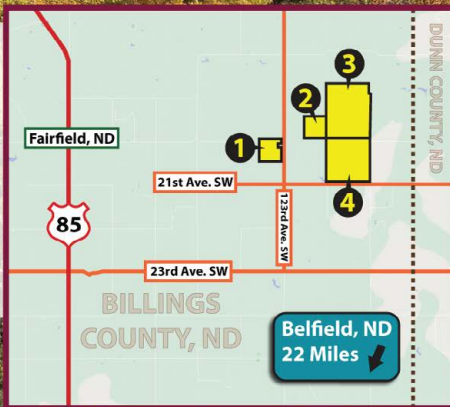 3
2
1
4
Fairfield, ND
85
21st Ave. SW
123rd Ave. SW
23rd Ave. SW
DUNN COUNTY, ND
BILLINGS
COUNTY, ND
Belfield, ND
22 Miles